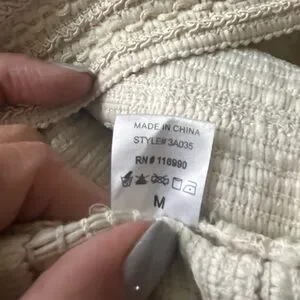 MADE IN CHINA
STYLE# 3A035
RN # 116990
M